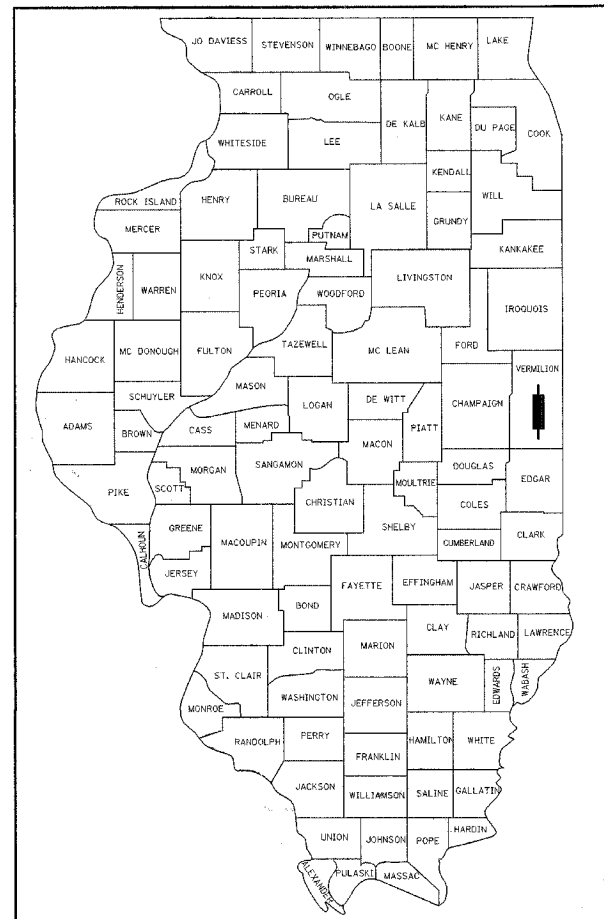 JO DAVIESS
STEVENSON
WINNEBAGO
BOONE
MC HENRY
LAKE
CARROLL
OGLE
DE KALB
KANE
DU PAGE
COOK
WHITESIDE
LEE
KENDALL
WILL
ROCK ISLAND
HENRY
BUREAU
LA SALLE
GRUNDY
MERCER
PUTNAM
KANKAKEE
STARK
MARSHALL
HENDERSON
WARREN
KNOX
PEORIA
WOODFORD
LIVINGSTON
IROQUOIS
TAZEWELL
MC LEAN
FORD
HANCOCK
MC DONOUGH
FULTON
VERMILION
MASON
SCHUYLER
LOGAN
DE WITT
CHAMPAIGN
ADAMS
BROWN
CASS
MENARD
MACON
PIATT
MORGAN
SANGAMON
DOUGLAS
EDGAR
PIKE
SCOTT
CHRISTIAN
MOULTRIE
COLES
GREENE
MACOUPIN
MONTGOMERY
SHELBY
CUMBERLAND
CLARK
CALHOUN
JERSEY
FAYETTE
EFFINGHAM
JASPER
CRAWFORD
MADISON
BOND
CLAY
RICHLAND
LAWRENCE
CLINTON
MARION
ST. CLAIR
WAYNE
EDWARDS
WABASH
WASHINGTON
JEFFERSON
MONROE
RANDOLPH
PERRY
HAMILTON
WHITE
FRANKLIN
JACKSON
WILLIAMSON
SALINE
GALLATIN
UNION
JOHNSON
POPE
HARDIN
ALEXANDER
PULASKI
MASSAC